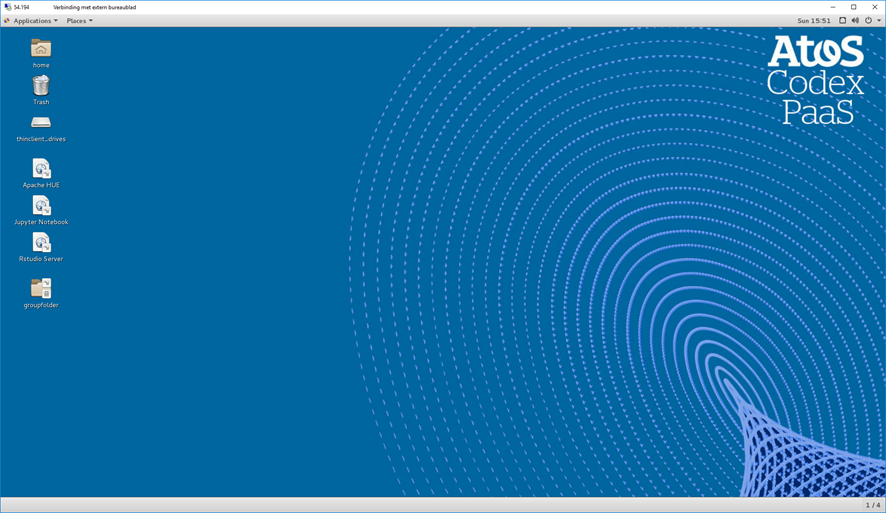 54.194 Verbinding met extern bureaublad
Applications Places Sun 15:51
home
Trash
thinclient_drives
Apache HUE
Jupyter Notebook
Rstudio Server
groupfolder
Atos
Codex
PaaS
1 / 4